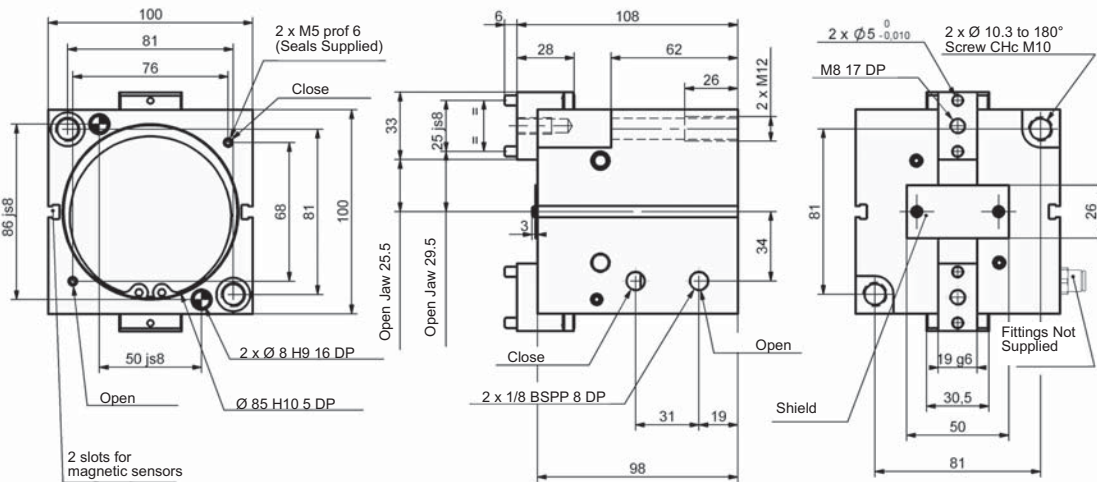 100
81
76
2 x M5 prof 6
(Seals Supplied)
Close
86 js8
68
81
100
50 js8
2 x Ø 8 H9 16 DP
Open
Ø 85 H10 5 DP
2 slots for
magnetic sensors
6
108
28
62
26
2 x M12
33
25 js8
=
=
3
34
Open Jaw 25.5
Open Jaw 29.5
Close
Open
2 x 1/8 BSPP 8 DP
31
19
98
2 x Ø5 0 -0,010
2 x Ø 10.3 to 180°
Screw CHc M10
M8 17 DP
81
26
Fittings Not
Supplied
19 g6
Shield
30,5
50
81